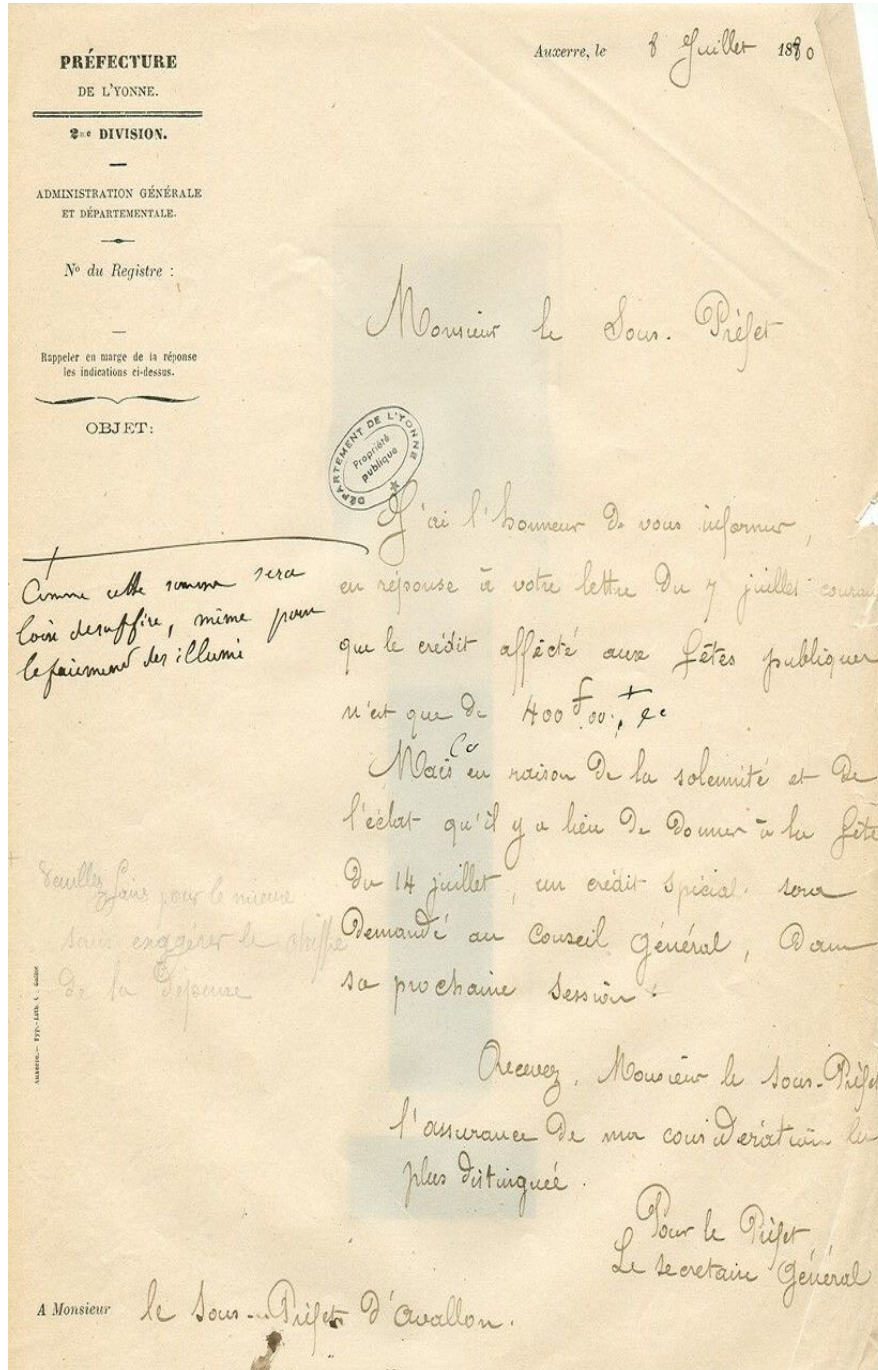 PRÉFECTURE
DE L'YONNE.
2me DIVISION.
ADMINISTRATION GÉNÉRALE
ET DÉPARTEMENTALE.
No du Registre :
Rappeler en marge de la réponse
les indications ci-dessus.
OBJET:
Auxerre, le 8 Juillet 1880
Monsieur le Sous-Préfet
DÉPARTEMENT DE L'YONNE
Propriété
publique
J'ai l'honneur de vous informer,
en réponse à votre lettre du 7 juillet courant
que le crédit affecté aux fêtes publiques
n'est que de 400 f 00
Mais en raison de la solennité et de
l'éclat qu'il y a lieu de donner à la fête
du 14 juillet, un crédit spécial sera
demandé au Conseil Général, dans
sa prochaine session.
Recevez, Monsieur le Sous-Préfet
l'assurance de ma considération la
plus distinguée.
Pour le Préfet
Le secrétaire Général
Comme cette somme sera
loin de suffire, même pour
le paiement des illumi
Veuillez faire pour le mieux
sans exagérer le chiffre
de la dépense
Auxerre.— Typ.-Lith.
A Monsieur le Sous-Préfet d'Avallon.